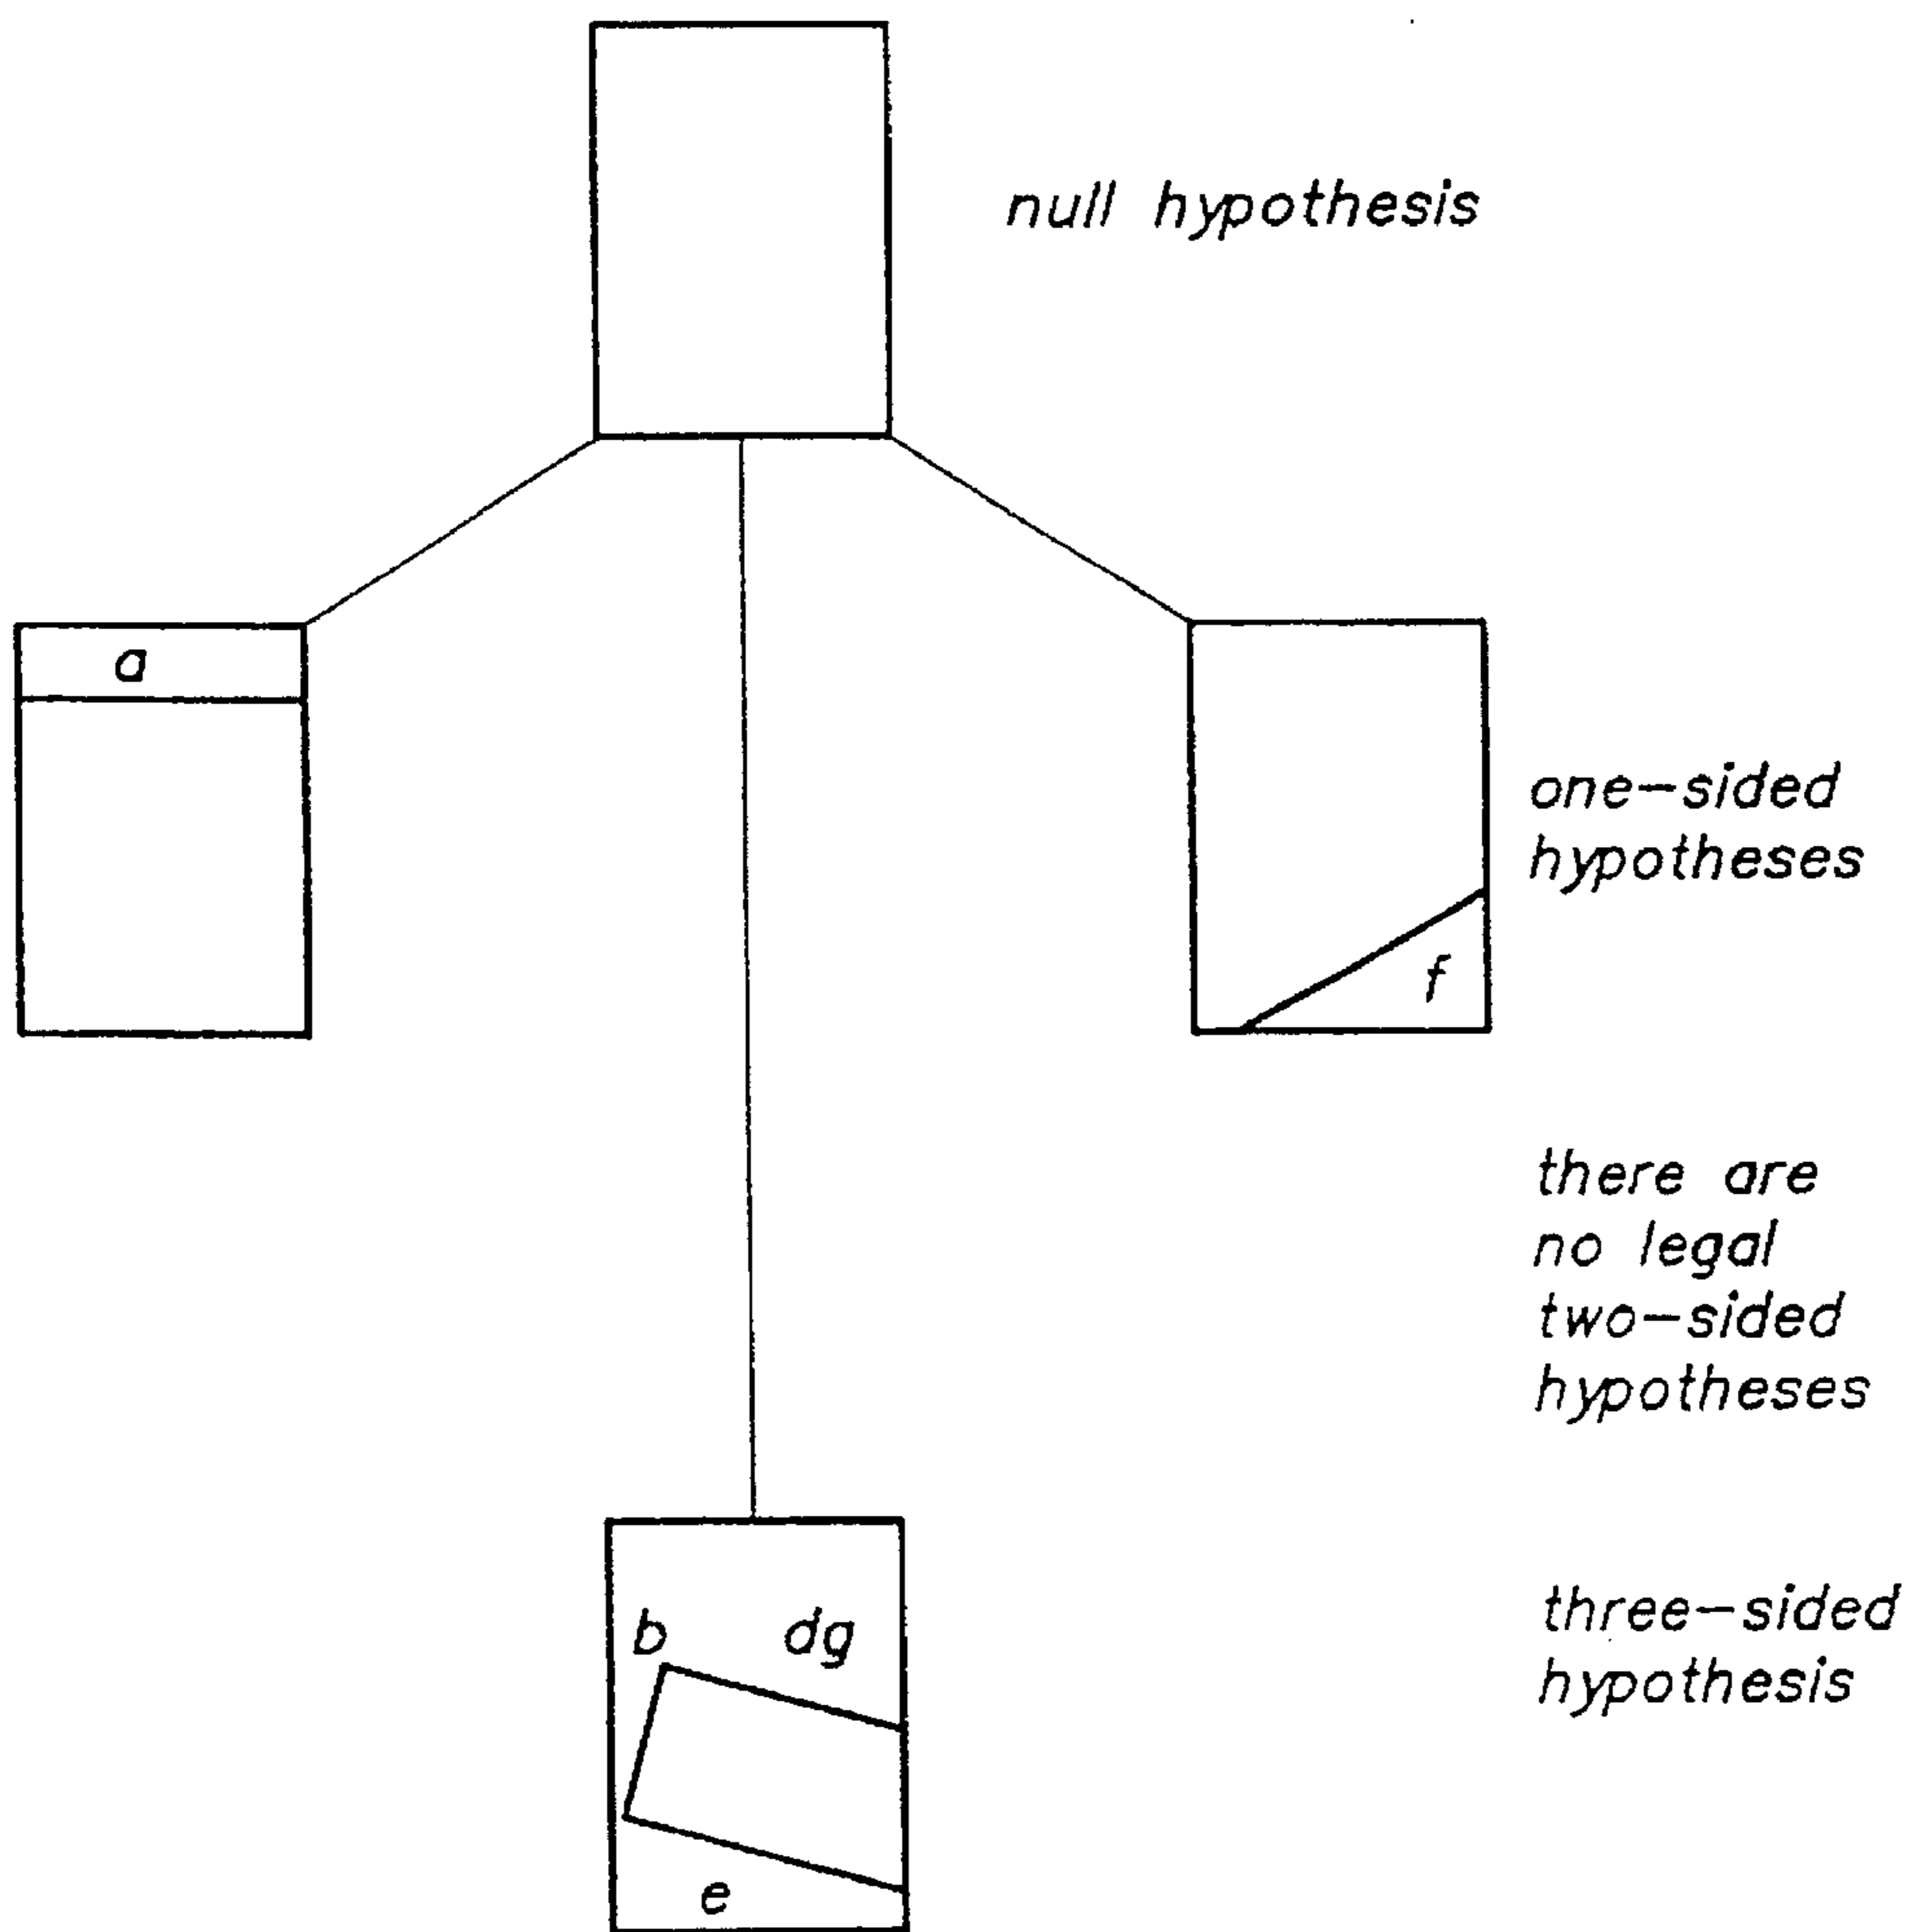 null hypothesis
a
one-sided
hypotheses
f
there are
no legal
two-sided
hypotheses
b dg
three-sided
hypothesis
e